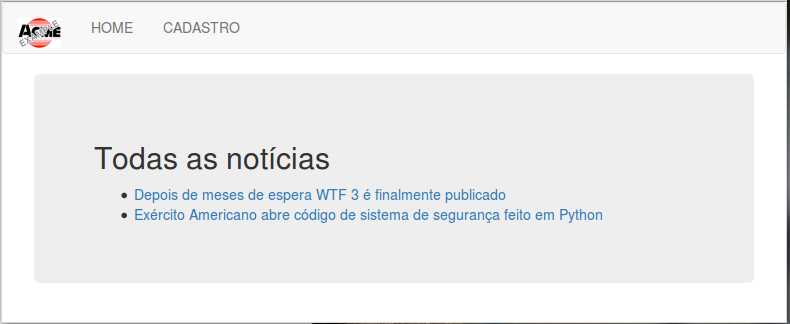 ACME
EXAMPLE
HOME
CADASTRO
Todas as notícias
Depois de meses de espera WTF 3 é finalmente publicado
Exército Americano abre código de sistema de segurança feito em Python